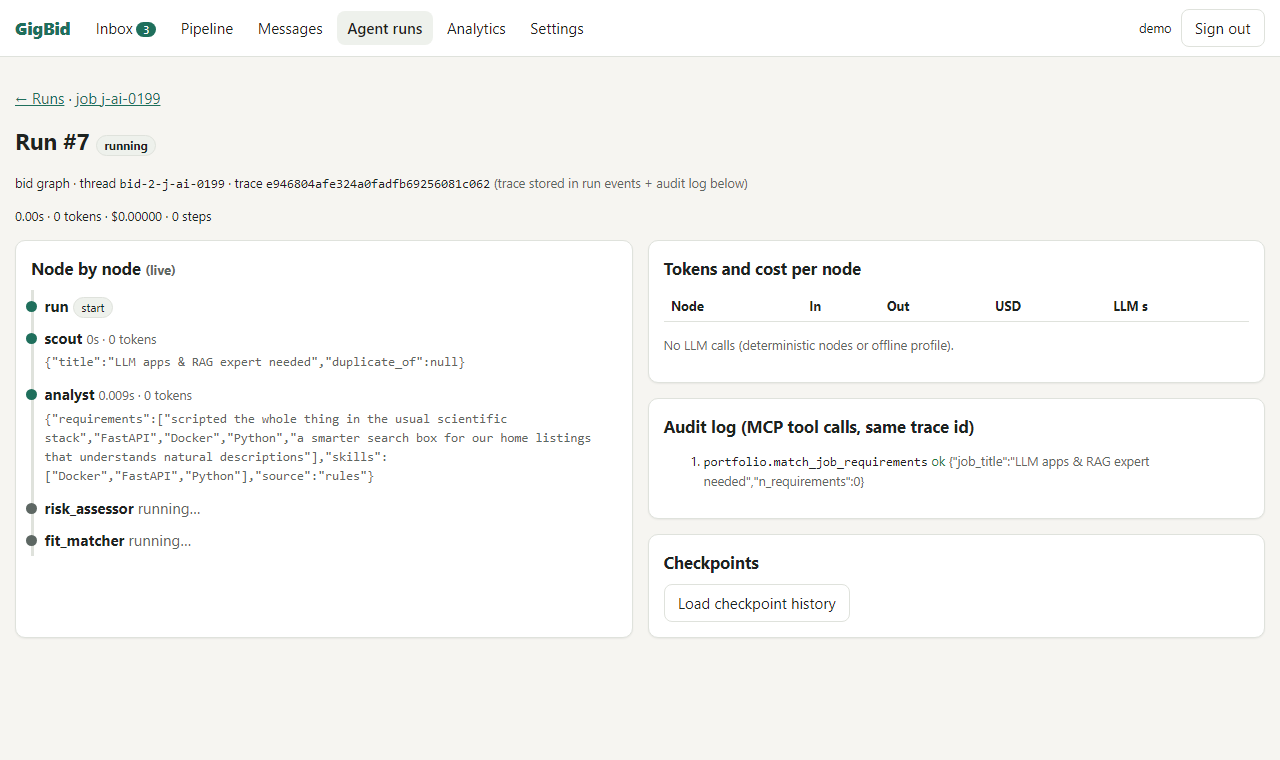 GigBid Inbox 3 Pipeline Messages Agent runs Analytics Settings demo Sign out
← Runs · job j-ai-0199
Run #7 running
bid graph · thread bid-2-j-ai-0199 · trace e946804afe324a0fadfb69256081c062 (trace stored in run events + audit log below)
0.00s · 0 tokens · $0.00000 · 0 steps
Node by node (live)
run start
scout 0s · 0 tokens
{"title":"LLM apps & RAG expert needed","duplicate_of":null}
analyst 0.009s · 0 tokens
{"requirements":["scripted the whole thing in the usual scientific
stack","FastAPI","Docker","Python","a smarter search box for our home listings
that understands natural descriptions"],"skills":
["Docker","FastAPI","Python"],"source":"rules"}
risk_assessor running…
fit_matcher running…
Tokens and cost per node
Node In Out USD LLM s
No LLM calls (deterministic nodes or offline profile).
Audit log (MCP tool calls, same trace id)
1. portfolio.match_job_requirements ok {"job_title":"LLM apps & RAG expert
needed","n_requirements":0}
Checkpoints
Load checkpoint history